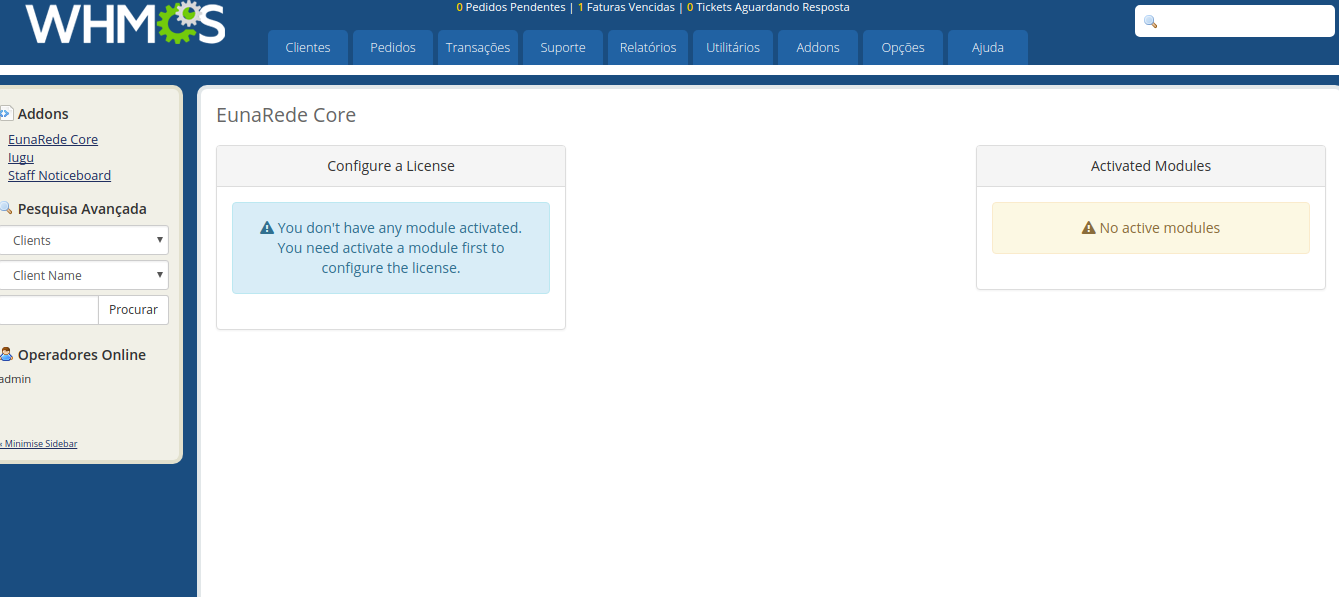 WHMCS
0 Pedidos Pendentes | 1 Faturas Vencidas | 0 Tickets Aguardando Resposta
Clientes Pedidos Transações Suporte Relatórios Utilitários Addons Opções Ajuda
Addons
EunaRede Core
Iugu
Staff Noticeboard
Pesquisa Avançada
Clients
Client Name
Procurar
Operadores Online
admin
« Minimise Sidebar
EunaRede Core
Configure a License
You don't have any module activated.
You need activate a module first to
configure the license.
Activated Modules
No active modules